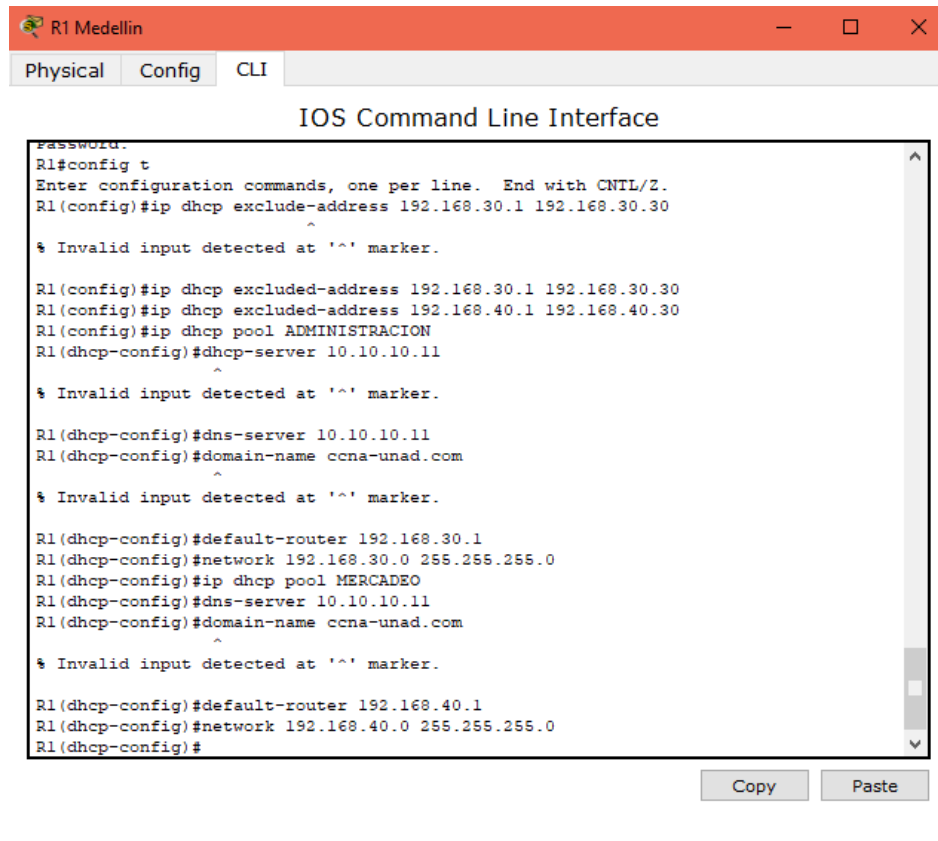 R1 Medellin
Physical Config CLI
IOS Command Line Interface
Password:
R1#config t
Enter configuration commands, one per line. End with CNTL/Z.
R1(config)#ip dhcp exclude-address 192.168.30.1 192.168.30.30
^
% Invalid input detected at '^' marker.
R1(config)#ip dhcp excluded-address 192.168.30.1 192.168.30.30
R1(config)#ip dhcp excluded-address 192.168.40.1 192.168.40.30
R1(config)#ip dhcp pool ADMINISTRACION
R1(dhcp-config)#dhcp-server 10.10.10.11
^
% Invalid input detected at '^' marker.
R1(dhcp-config)#dns-server 10.10.10.11
R1(dhcp-config)#domain-name ccna-unad.com
^
% Invalid input detected at '^' marker.
R1(dhcp-config)#default-router 192.168.30.1
R1(dhcp-config)#network 192.168.30.0 255.255.255.0
R1(dhcp-config)#ip dhcp pool MERCADEO
R1(dhcp-config)#dns-server 10.10.10.11
R1(dhcp-config)#domain-name ccna-unad.com
^
% Invalid input detected at '^' marker.
R1(dhcp-config)#default-router 192.168.40.1
R1(dhcp-config)#network 192.168.40.0 255.255.255.0
R1(dhcp-config)#
Copy Paste